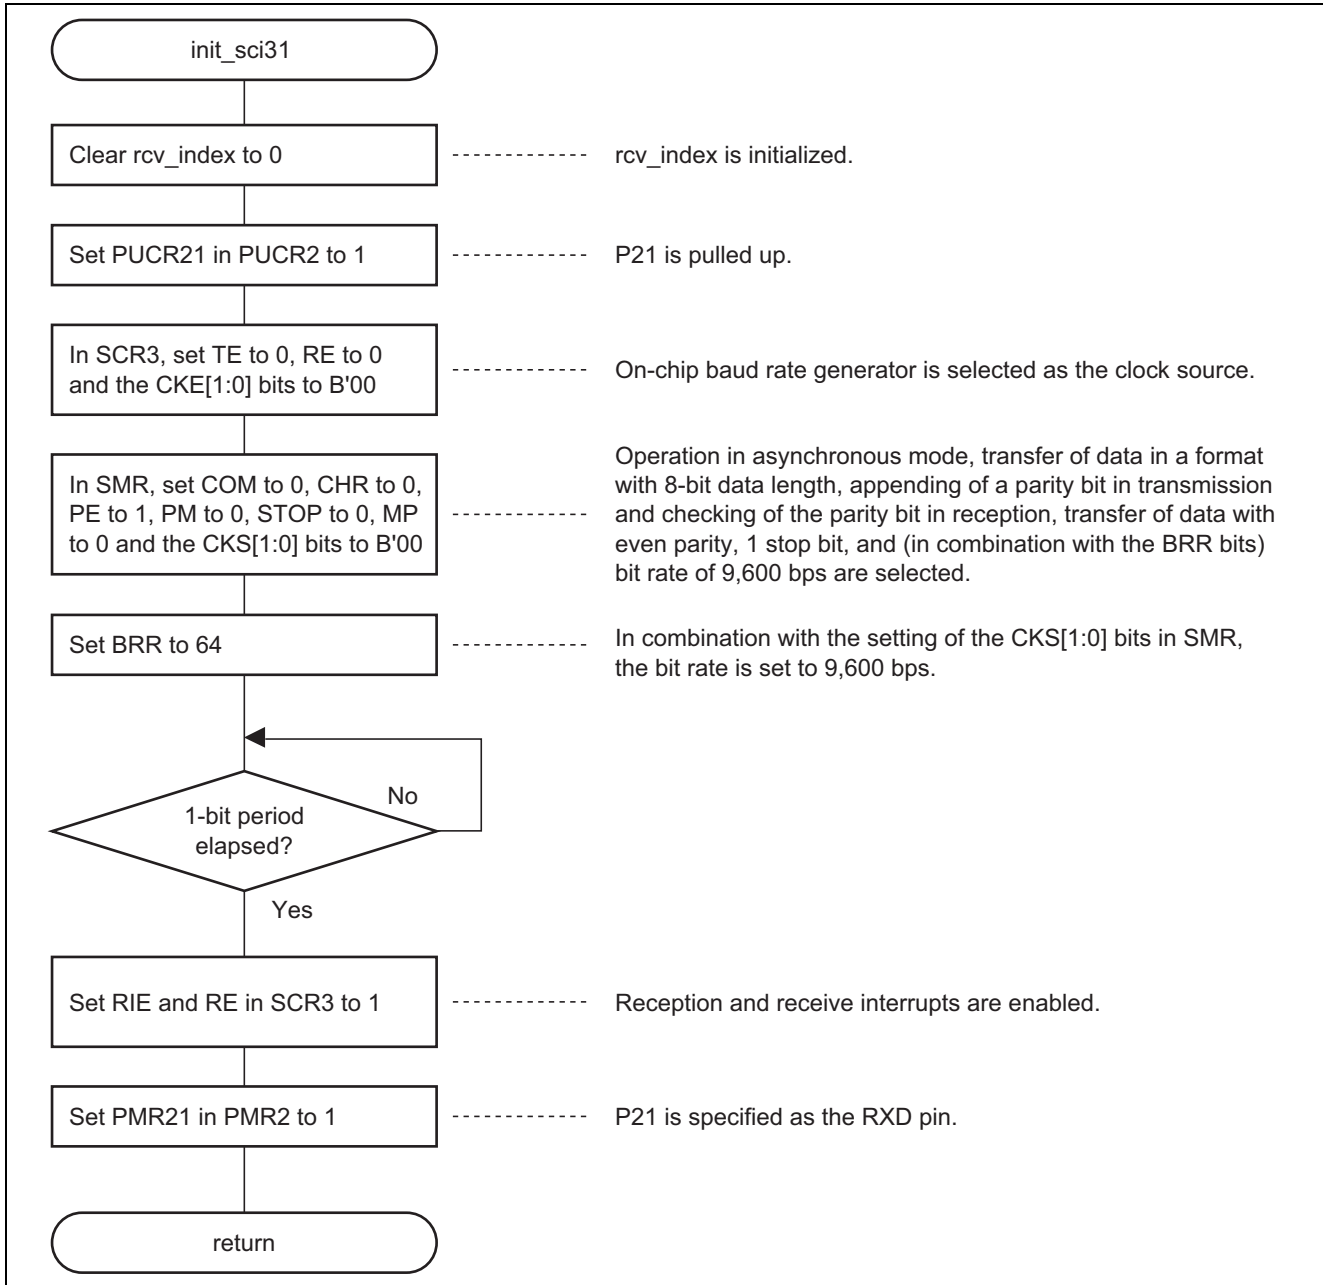 init_sci31
Clear rcv_index to 0
rcv_index is initialized.
Set PUCR21 in PUCR2 to 1
P21 is pulled up.
In SCR3, set TE to 0, RE to 0
and the CKE[1:0] bits to B'00
On-chip baud rate generator is selected as the clock source.
In SMR, set COM to 0, CHR to 0,
PE to 1, PM to 0, STOP to 0, MP
to 0 and the CKS[1:0] bits to B'00
Operation in asynchronous mode, transfer of data in a format
with 8-bit data length, appending of a parity bit in transmission
and checking of the parity bit in reception, transfer of data with
even parity, 1 stop bit, and (in combination with the BRR bits)
bit rate of 9,600 bps are selected.
Set BRR to 64
In combination with the setting of the CKS[1:0] bits in SMR,
the bit rate is set to 9,600 bps.
No
1-bit period
elapsed?
Yes
Set RIE and RE in SCR3 to 1
Reception and receive interrupts are enabled.
Set PMR21 in PMR2 to 1
P21 is specified as the RXD pin.
return